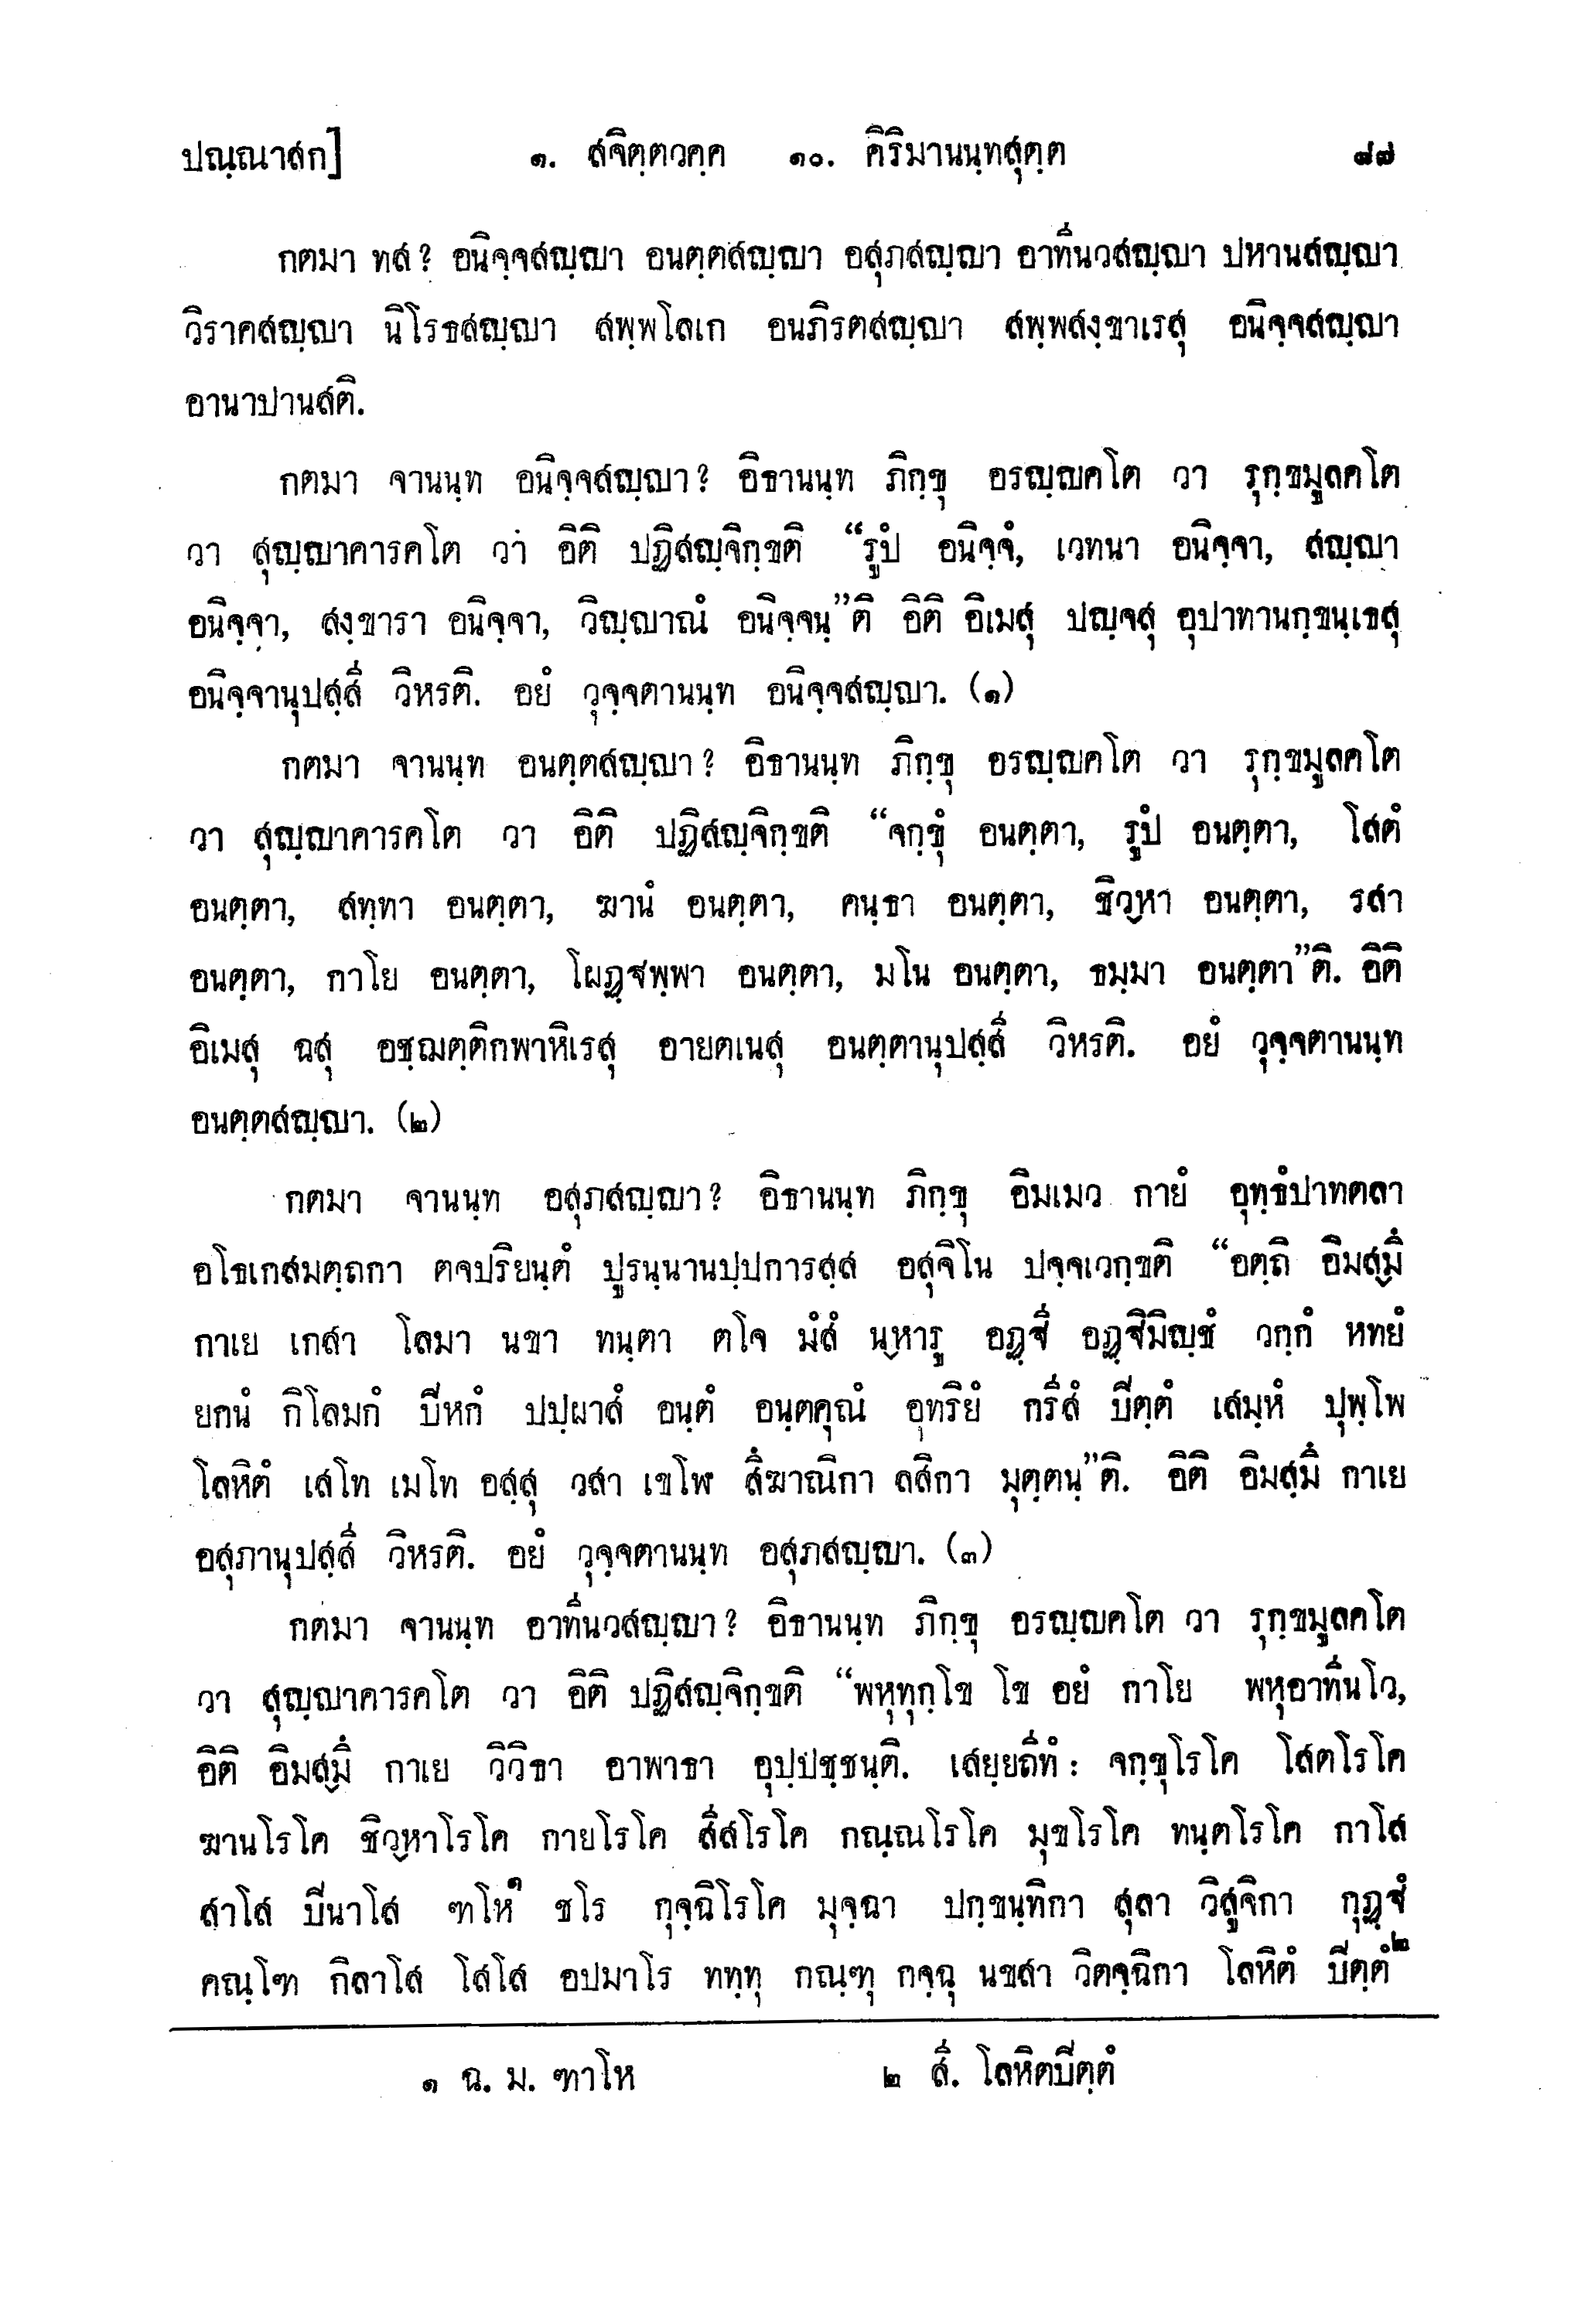 ปณฺณาสก]	๑. สจิตฺตวคฺค ๑๐. คิริมานนฺทสุตฺต	๘๗
กตมา ทส? อนิจฺจสญฺญา อนตฺตสญฺญา อสุภสญฺญา อาทีนวสญฺญา ปหานสญฺญา
วิราคสญฺญา นิโรธสญฺญา สพฺพโลเก อนภิรตสญฺญา สพฺพสงฺขาเรสุ อนิจฺจสญฺญา
อานาปานสติ.
กตมา จานนฺท อนิจฺจสญฺญา? อิธานนฺท ภิกฺขุ อรญฺญคโต วา รุกฺขมูลคโต
วา สุญฺญาคารคโต วา อิติ ปฏิสญฺจิกฺขติ “รูปํ อนิจฺจํ, เวทนา อนิจฺจา, สญฺญา
อนิจฺจา, สงฺขารา อนิจฺจา, วิญฺญาณํ อนิจฺจนฺ”ติ อิติ อิเมสุ ปญฺจสุ อุปาทานกฺขนฺเธสุ
อนิจฺจานุปสฺสี วิหรติ. อยํ วุจฺจตานนฺท อนิจฺจสญฺญา. (๑)
กตมา จานนฺท อนตฺตสญฺญา? อิธานนฺท ภิกฺขุ อรญฺญคโต วา รุกฺขมูลคโต
วา สุญฺญาคารคโต วา อิติ ปฏิสญฺจิกฺขติ “จกฺขุํ อนตฺตา, รูปํ อนตฺตา, โสตํ
อนตฺตา, สทฺทา อนตฺตา, ฆานํ อนตฺตา, คนฺธา อนตฺตา, ชิวฺหา อนตฺตา, รสา
อนตฺตา, กาโย อนตฺตา, โผฏฺฐพฺพา อนตฺตา, มโน อนตฺตา, ธมฺมา อนตฺตา”ติ. อิติ
อิเมสุ ฉสุ อชฺฌตฺติกพาหิเรสุ อายตเนสุ อนตฺตานุปสฺสี วิหรติ. อยํ วุจฺจตานนฺท
อนตฺตสญฺญา. (๒)
กตมา จานนฺท อสุภสญฺญา? อิธานนฺท ภิกฺขุ อิมเมว กายํ อุทฺธํปาทตลา
อโธเกสมตฺถกา ตจปริยนฺตํ ปูรนฺนานปฺปการสฺส อสุจิโน ปจฺจเวกฺขติ “อตฺถิ อิมสฺมึ
กาเย เกสา โลมา นขา ทนฺตา ตโจ มํสํ นฺหารู อฏฺฐี อฏฺฐิมิญฺชํ วกฺกํ หทยํ
ยกนํ กิโลมกํ ปิหกํ ปปฺผาสํ อนฺตํ อนฺตคุณํ อุทริยํ กรีสํ ปิตฺตํ เสมฺหํ ปุพฺโพ
โลหิตํ เสโท เมโท อสฺสุ วสา เขโฬ สิํฆาณิกา ลสิกา มุตฺตนฺ”ติ. อิติ อิมสฺมึ กาเย
อสุภานุปสฺสี วิหรติ. อยํ วุจฺจตานนฺท อสุภสญฺญา. (๓)
กตมา จานนฺท อาทีนวสญฺญา? อิธานนฺท ภิกฺขุ อรญฺญคโต วา รุกฺขมูลคโต
วา สุญฺญาคารคโต วา อิติ ปฏิสญฺจิกฺขติ “พหุทุกฺโข โข อยํ กาโย พหุอาทีนโว,
อิติ อิมสฺมึ กาเย วิวิธา อาพาธา อุปฺปชฺชนฺติ. เสยฺยถีทํ: จกฺขุโรโค โสตโรโค
ฆานโรโค ชิวฺหาโรโค กายโรโค สีสโรโค กณฺณโรโค มุขโรโค ทนฺตโรโค กาโส
สาโส ปินาโส ฑโห๑ ชโร กุจฺฉิโรโค มุจฺฉา ปกฺขนฺทิกา สุลา วิสูจิกา กุฏฺฐํ
คณฺโฑ กิลาโส โสโส อปมาโร ททฺทุ กณฺฑุ กจฺฉุ นขสา วิตจฺฉิกา โลหิตํ ปิตฺตํ๒
๑ ฉ. ม. ฑาโห	๒ สี. โลหิตปิตฺตํ